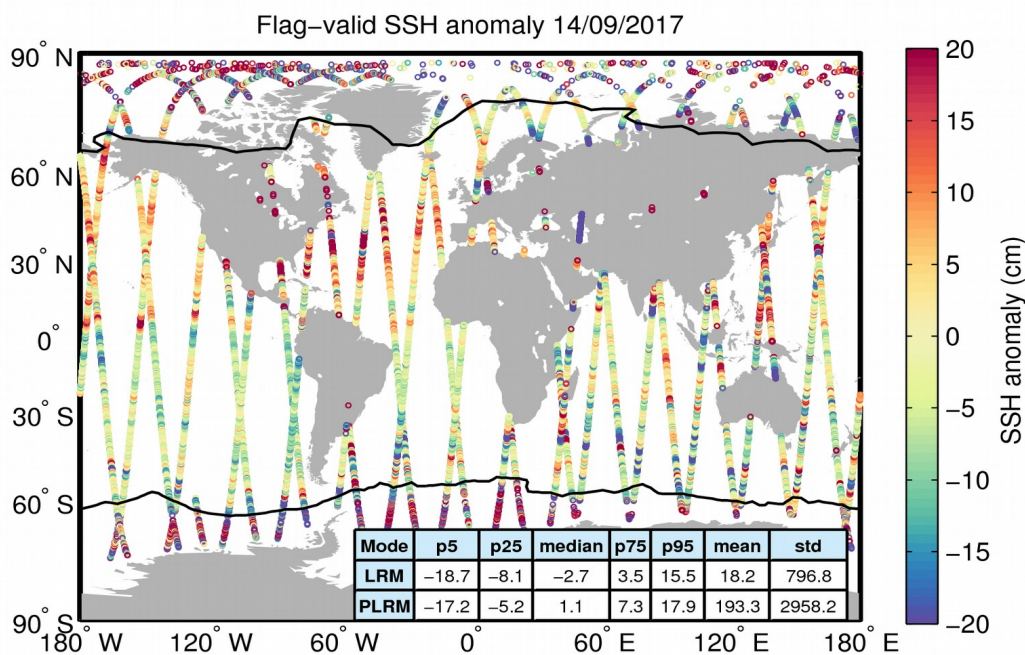 Flag−valid SSH anomaly 14/09/2017
90° N
60° N
30° N
0°
30° S
60° S
90° S
180° W
120° W
60° W
0°
60° E
120° E
180° E
Mode p5 p25 median p75 p95 mean std
LRM −18.7 −8.1 −2.7 3.5 15.5 18.2 796.8
PLRM −17.2 −5.2 1.1 7.3 17.9 193.3 2958.2
20
15
10
5
0
−5
−10
−15
−20
SSH anomaly (cm)